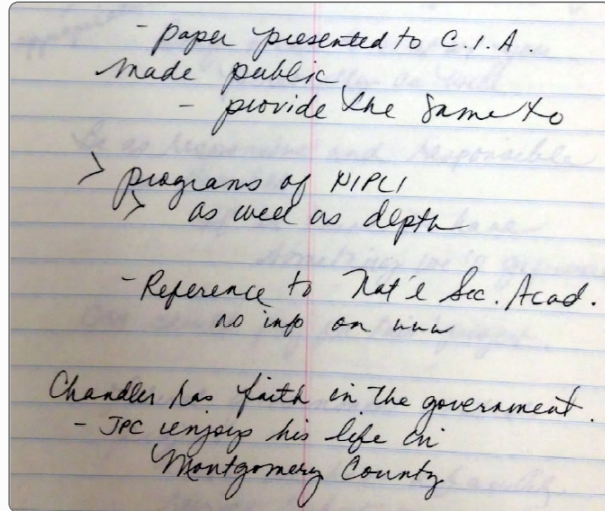 - paper presented to C.I.A.
made public
- provide the same to
> programs of NIPLI
> as well as depth
- Reference to Nat'l Sec. Acad.
no info on www
Chandler has faith in the government.
- JPC enjoys his life in
Montgomery County